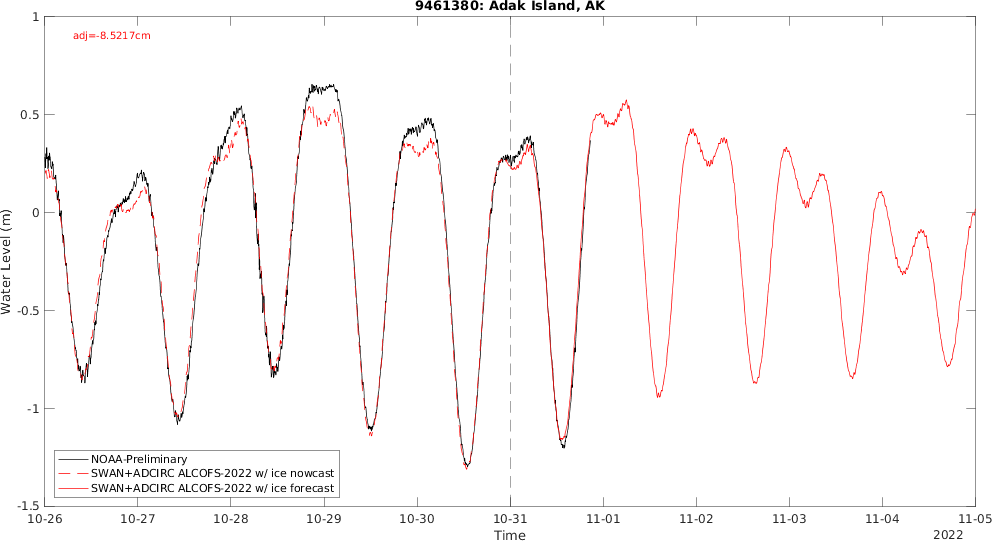 9461380: Adak Island, AK
adj=-8.5217cm
1
0.5
0
-0.5
-1
-1.5
Water Level (m)
NOAA-Preliminary
SWAN+ADCIRC ALCOFS-2022 w/ ice nowcast
SWAN+ADCIRC ALCOFS-2022 w/ ice forecast
10-26 10-27 10-28 10-29 10-30 10-31 11-01 11-02 11-03 11-04 11-05
Time
2022